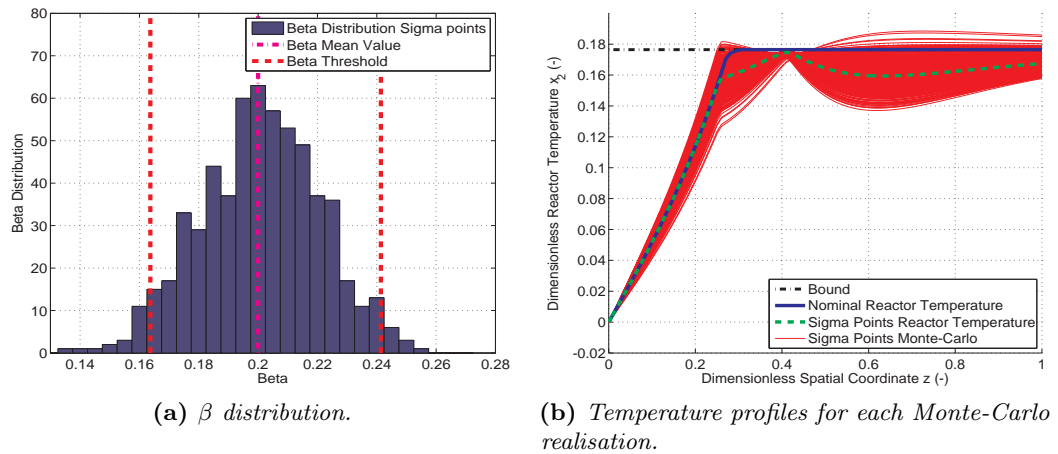 80
70
60
50
40
30
20
10
0
Beta Distribution
0.14
0.16
0.18
0.20
0.22
0.24
0.26
0.28
Beta
Beta Distribution Sigma points
Beta Mean Value
Beta Threshold
(a) β distribution.
0.18
0.16
0.14
0.12
0.1
0.08
0.06
0.04
0.02
0
-0.02
Dimensionless Reactor Temperature x2 (-)
0
0.2
0.4
0.6
0.8
1
Dimensionless Spatial Coordinate z (-)
Bound
Nominal Reactor Temperature
Sigma Points Reactor Temperature
Sigma Points Monte-Carlo
(b) Temperature profiles for each Monte-Carlo
realisation.